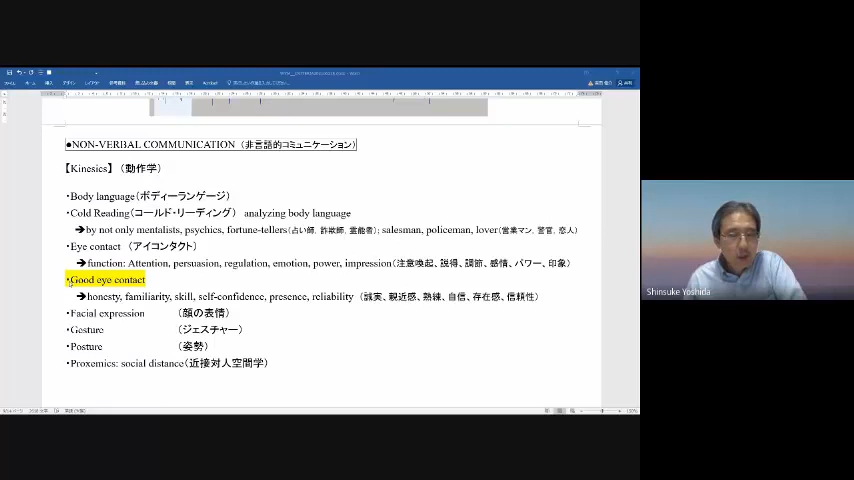 ●NON-VERBAL COMMUNICATION（非言語的コミュニケーション）
【Kinesics】（動作学）
・Body language（ボディーランゲージ）
・Cold Reading（コールド・リーディング） analyzing body language
➔by not only mentalists, psychics, fortune-tellers（占い師, 詐欺師, 霊能者）; salesman, policeman, lover（営業マン, 警官, 恋人）
・Eye contact （アイコンタクト）
➔function: Attention, persuasion, regulation, emotion, power, impression（注意喚起、説得、調節、感情、パワー、印象）
・Good eye contact
➔honesty, familiarity, skill, self-confidence, presence, reliability （誠実、親近感、熟練、自信、存在感、信頼性）
・Facial expression （顔の表情）
・Gesture （ジェスチャー）
・Posture （姿勢）
・Proxemics: social distance（近接対人空間学）
Shinsuke Yoshida